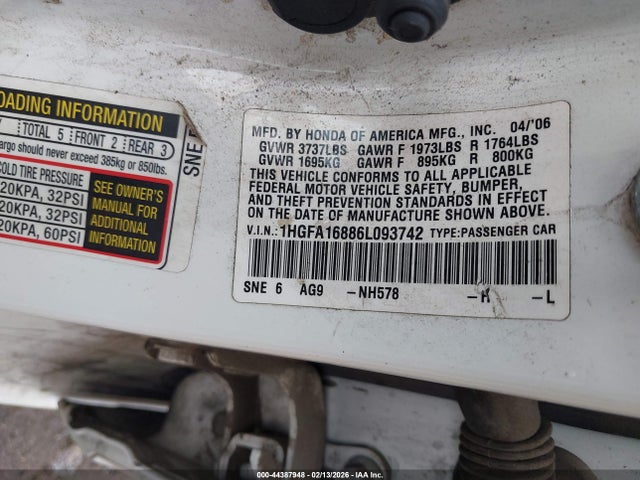 OADING INFORMATION
TOTAL 5 FRONT 2 REAR 3
argo should never exceed 385kg or 850lbs.
OLD TIRE PRESSURE
20KPA, 32PSI
20KPA, 32PSI
20KPA, 60PSI
SEE OWNER'S
MANUAL FOR
ADDITIONAL
INFORMATION
SNE
MFD. BY HONDA OF AMERICA MFG., INC. 04/'06
GVWR 3737LBS GAWR F 1973LBS R 1764LBS
GVWR 1695KG GAWR F 895KG R 800KG
THIS VEHICLE CONFORMS TO ALL APPLICABLE
FEDERAL MOTOR VEHICLE SAFETY, BUMPER,
AND THEFT PREVENTION STANDARDS IN EFFECT
ON THE DATE OF MANUFACTURE SHOWN ABOVE.
V.I.N.: 1HGFA16886L093742 TYPE: PASSENGER CAR
SNE 6 AG9 -NH578 -H -L
000-44387948 - 02/13/2026 - IAAI, Inc.